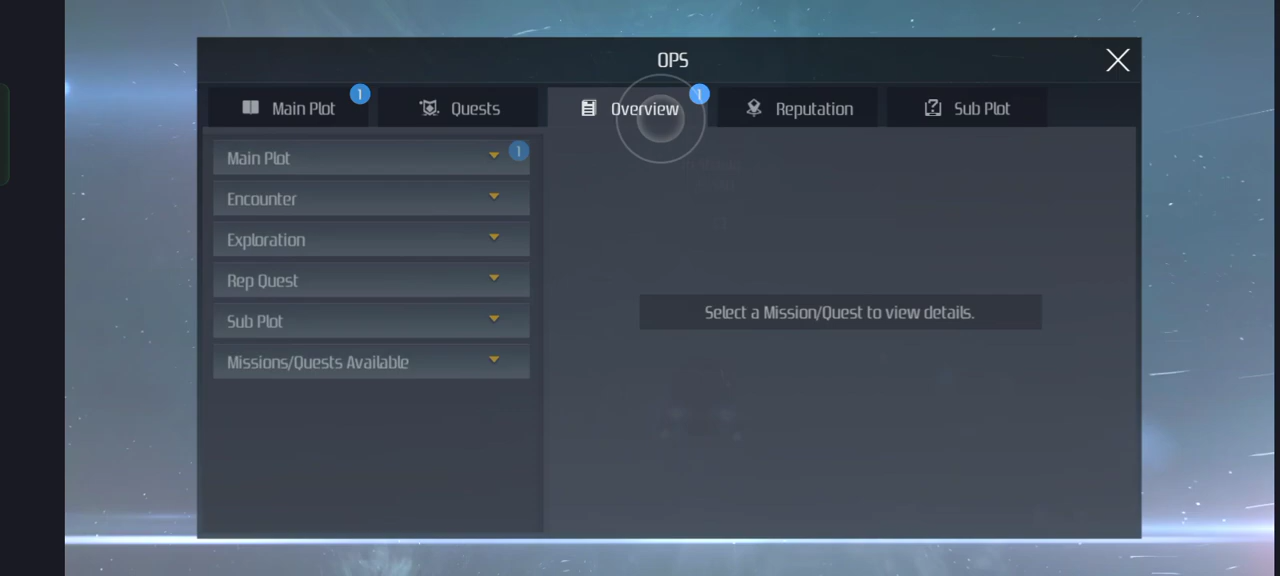 OPS
Main Plot 1
Quests
Overview 1
Reputation
Sub Plot
Main Plot 1
Encounter
Exploration
Rep Quest
Sub Plot
Missions/Quests Available
Select a Mission/Quest to view details.